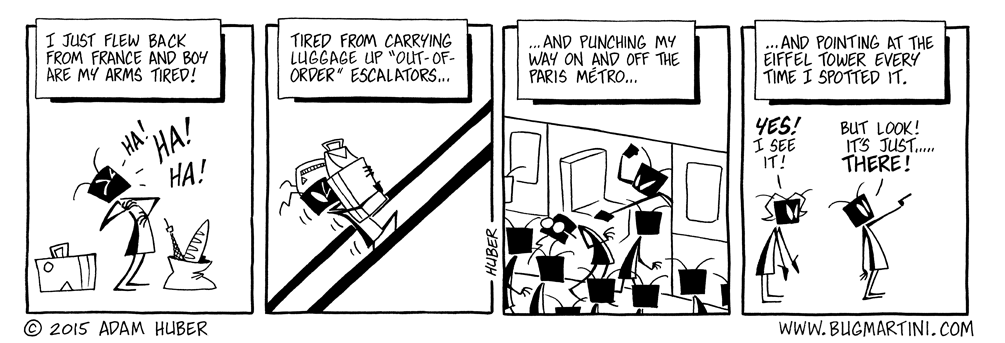 I JUST FLEW BACK
FROM FRANCE AND BOY
ARE MY ARMS TIRED!
HA!
HA!
HA!
TIRED FROM CARRYING
LUGGAGE UP "OUT-OF-
ORDER" ESCALATORS...
...AND PUNCHING MY
WAY ON AND OFF THE
PARIS MÉTRO...
HUBER
...AND POINTING AT THE
EIFFEL TOWER EVERY
TIME I SPOTTED IT.
YES!
I SEE
IT!
BUT LOOK!
IT'S JUST.....
THERE!
© 2015 ADAM HUBER
WWW.BUGMARTINI.COM